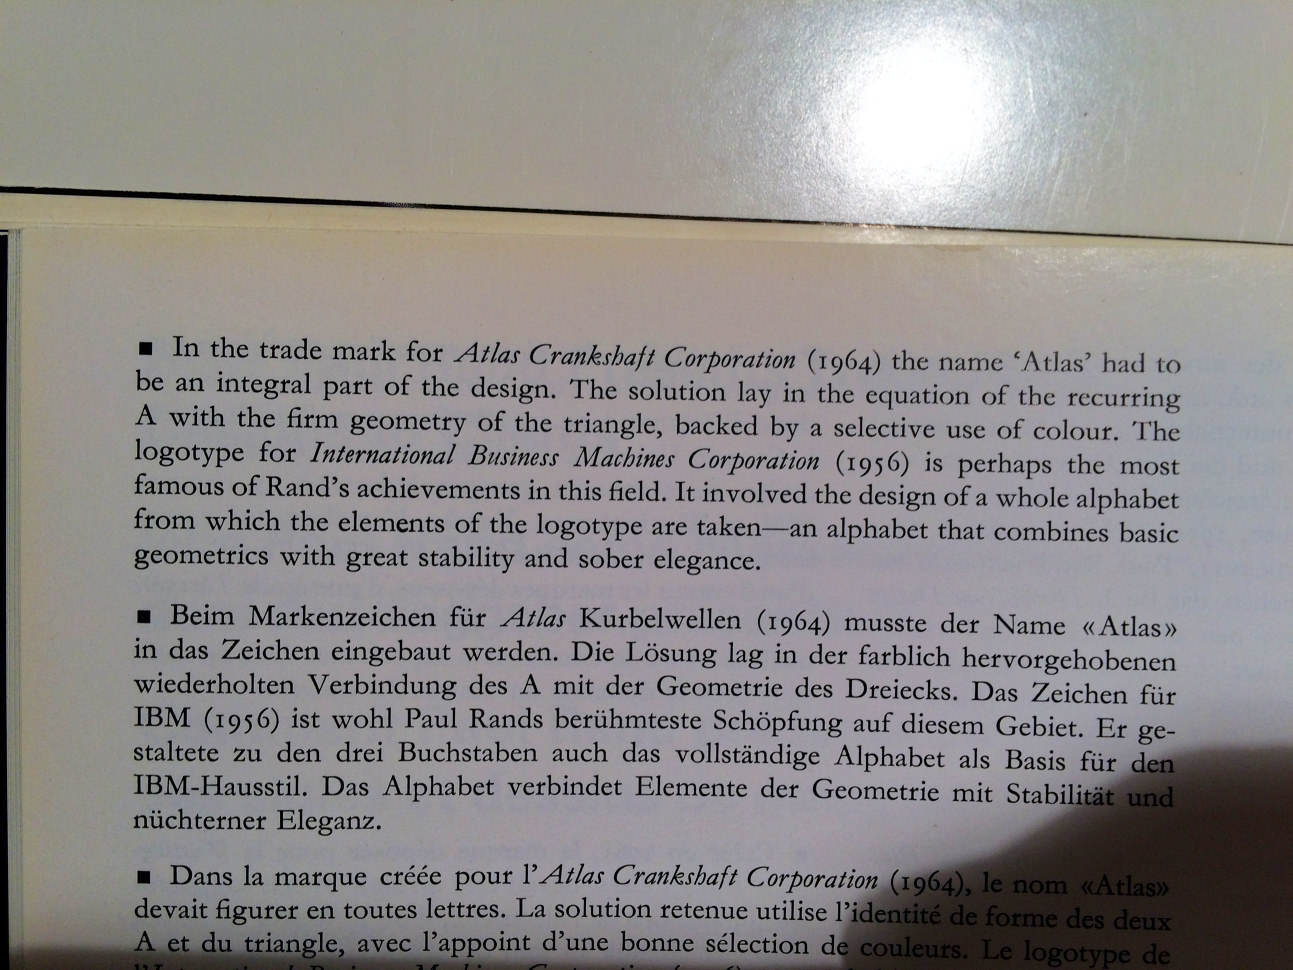 ■ In the trade mark for Atlas Crankshaft Corporation (1964) the name ‘Atlas’ had to
be an integral part of the design. The solution lay in the equation of the recurring
A with the firm geometry of the triangle, backed by a selective use of colour. The
logotype for International Business Machines Corporation (1956) is perhaps the most
famous of Rand’s achievements in this field. It involved the design of a whole alphabet
from which the elements of the logotype are taken—an alphabet that combines basic
geometrics with great stability and sober elegance.
■ Beim Markenzeichen für Atlas Kurbelwellen (1964) musste der Name «Atlas»
in das Zeichen eingebaut werden. Die Lösung lag in der farblich hervorgehobenen
wiederholten Verbindung des A mit der Geometrie des Dreiecks. Das Zeichen für
IBM (1956) ist wohl Paul Rands berühmteste Schöpfung auf diesem Gebiet. Er ge-
staltete zu den drei Buchstaben auch das vollständige Alphabet als Basis für den
IBM-Hausstil. Das Alphabet verbindet Elemente der Geometrie mit Stabilität und
nüchterner Eleganz.
■ Dans la marque créée pour l’Atlas Crankshaft Corporation (1964), le nom «Atlas»
devait figurer en toutes lettres. La solution retenue utilise l’identité de forme des deux
A et du triangle, avec l’appoint d’une bonne sélection de couleurs. Le logotype de